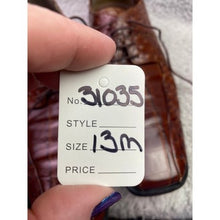 No. 31035
STYLE
SIZE 13m
PRICE